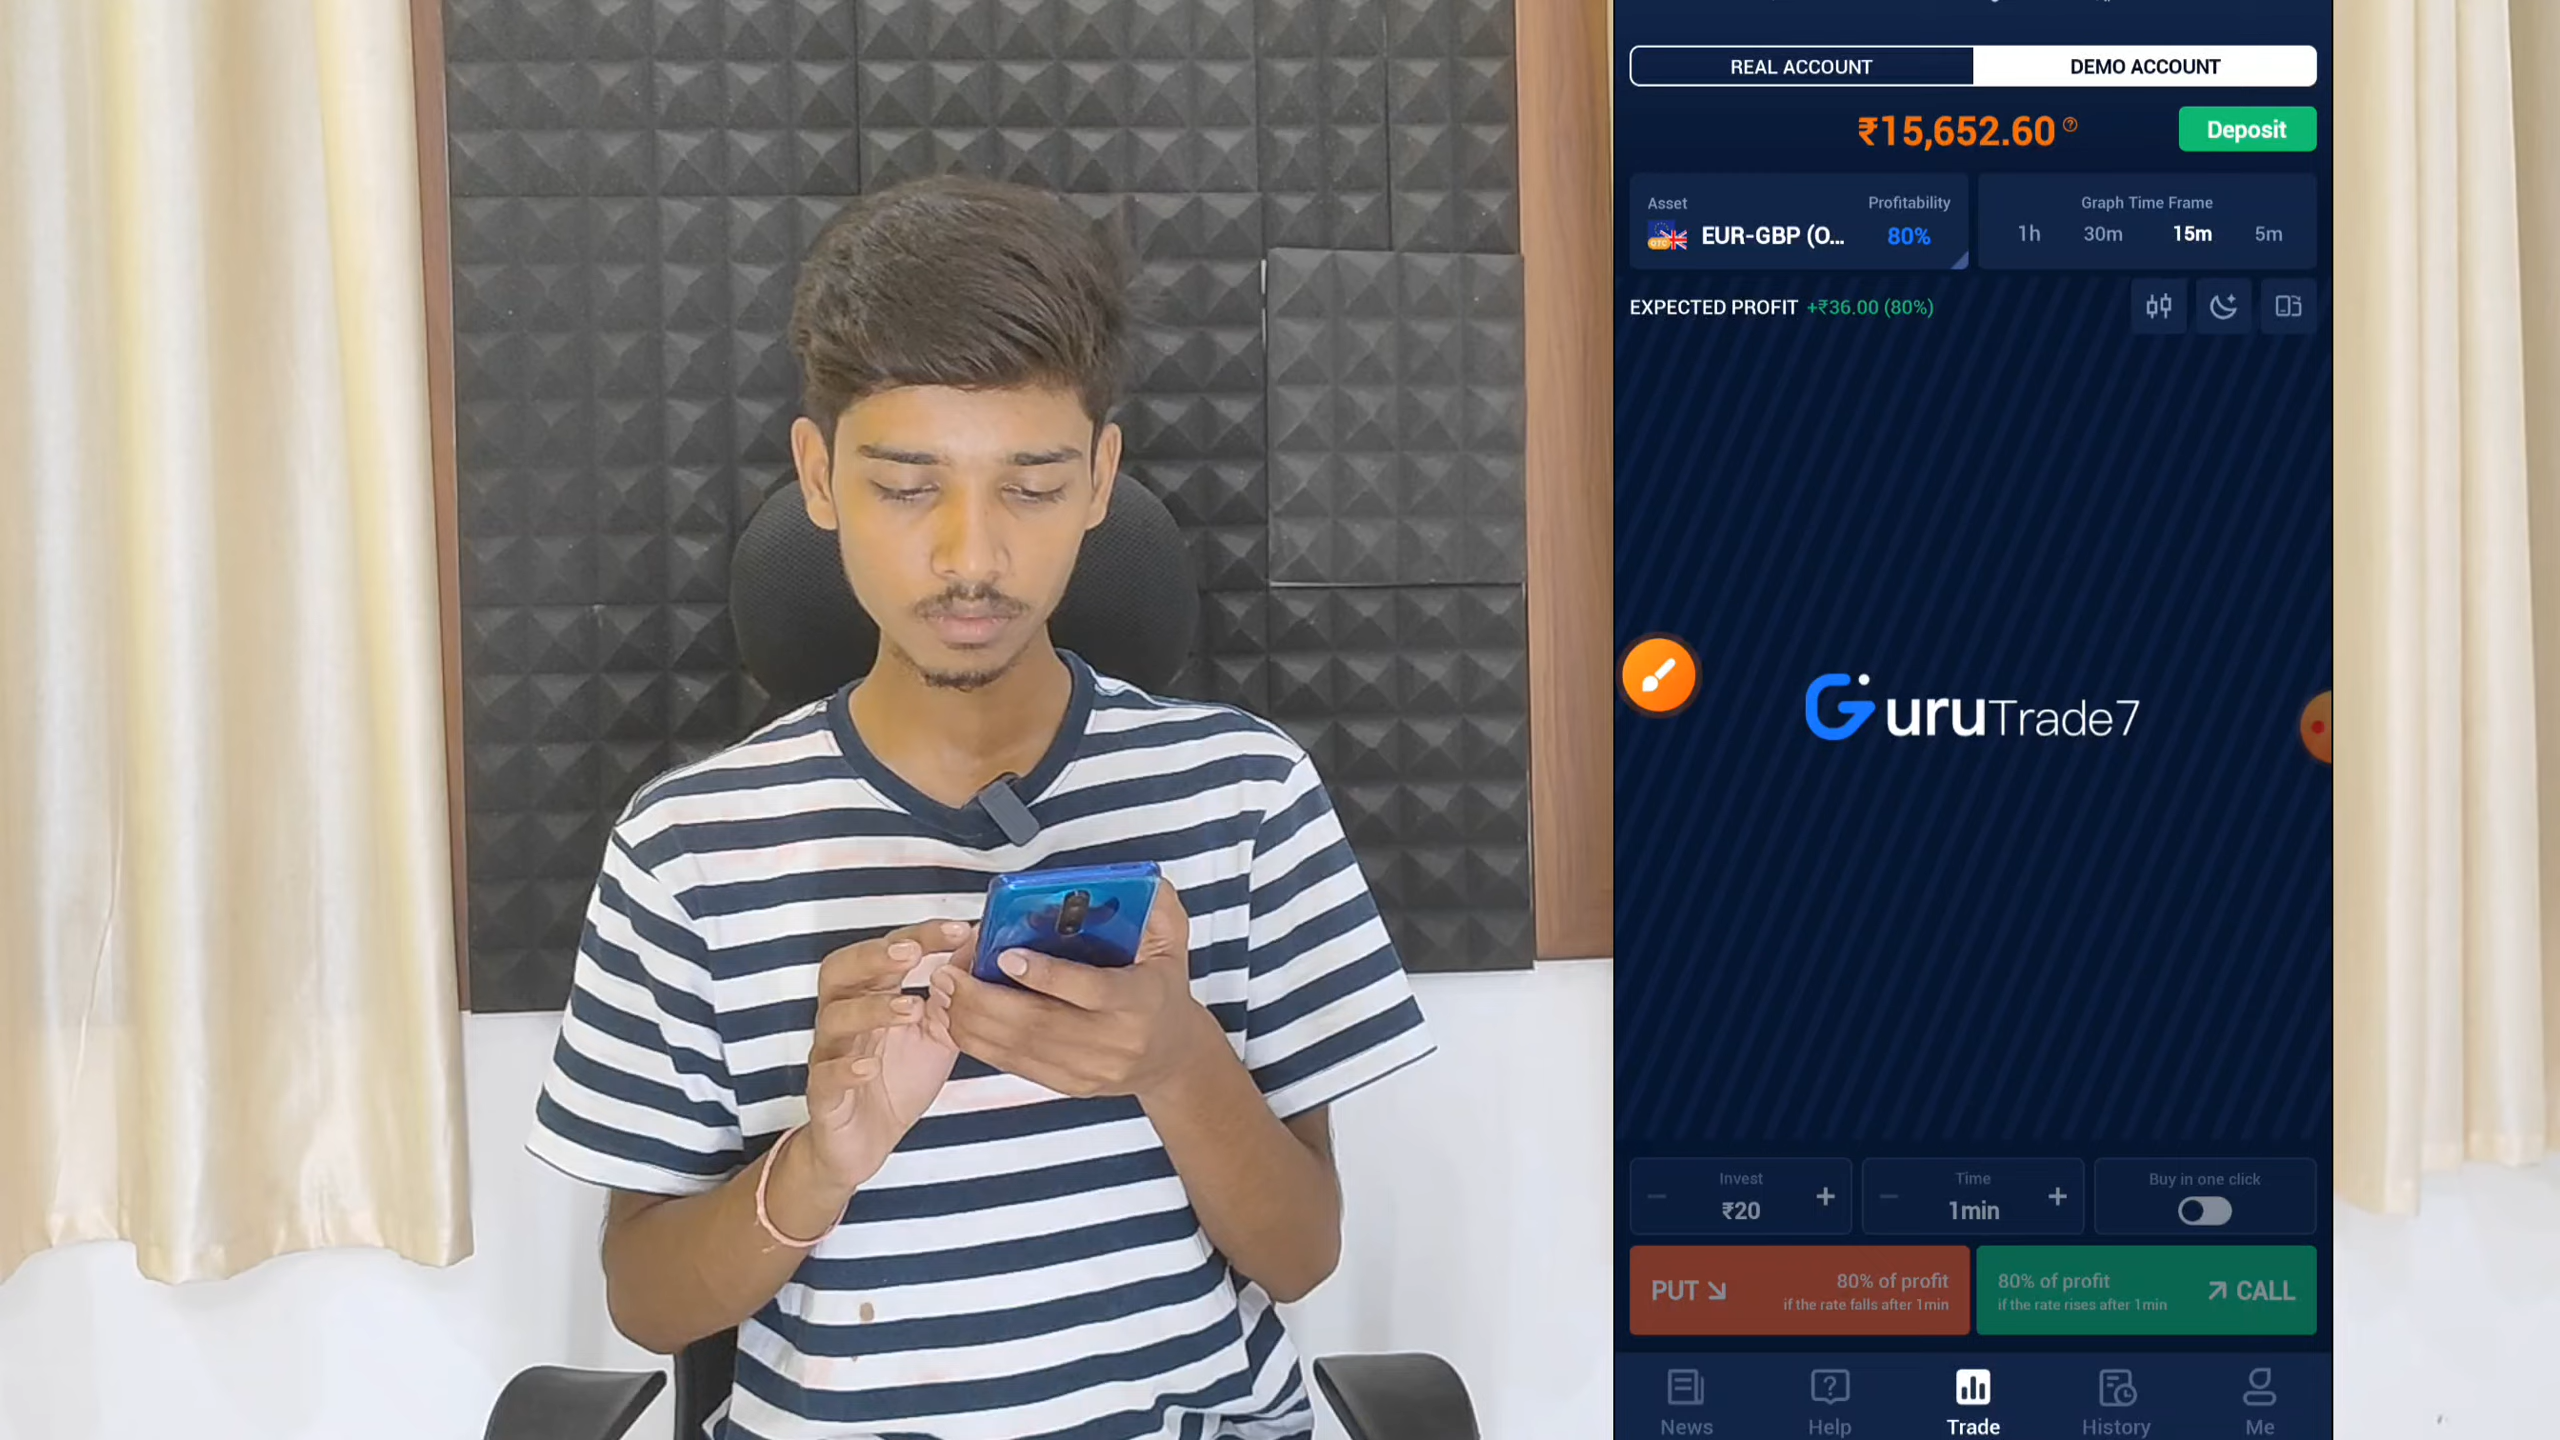 REAL ACCOUNT
DEMO ACCOUNT
₹15,652.60
Deposit
Asset
Profitability
OTC
EUR-GBP (O...
80%
Graph Time Frame
1h 30m 15m 5m
EXPECTED PROFIT +₹36.00 (80%)
GuruTrade7
Invest
₹20
Time
1min
Buy in one click
PUT
80% of profit
if the rate falls after 1min
80% of profit
if the rate rises after 1min
CALL
News
Help
Trade
History
Me